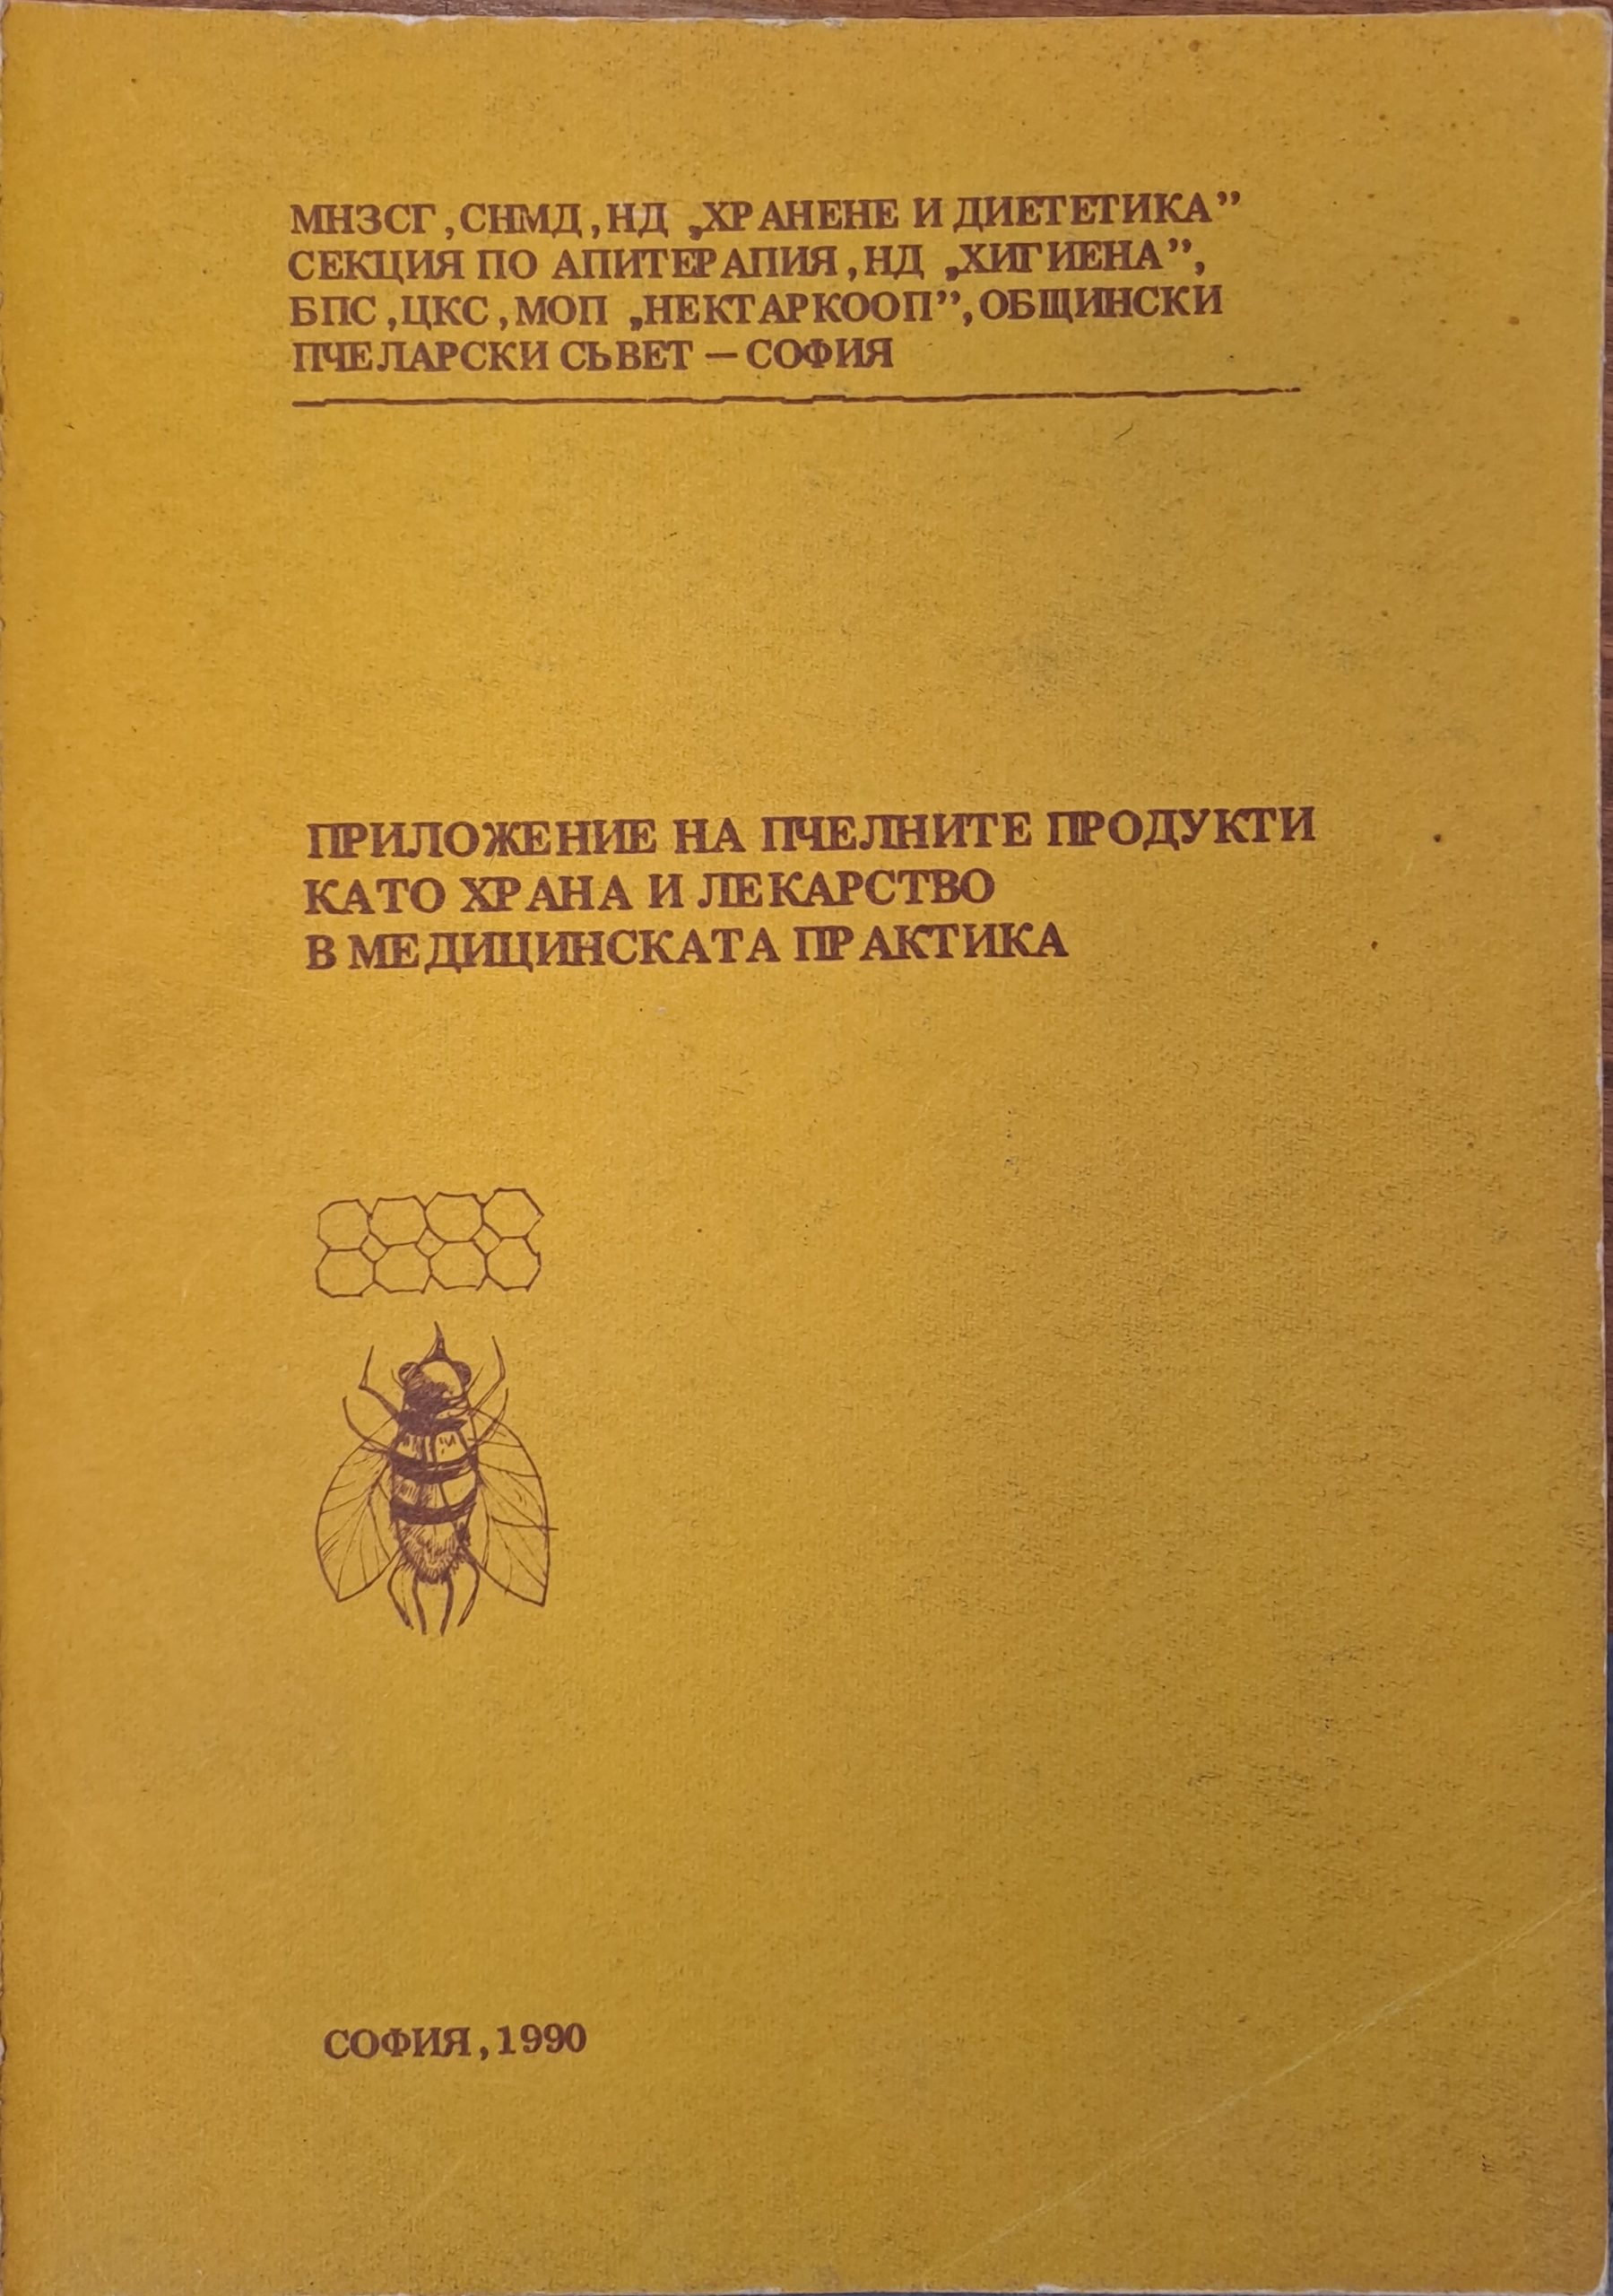 МНЗСГ, СНМД, НД „ХРАНЕНЕ И ДИЕТЕТИКА”
СЕКЦИЯ ПО АПИТЕРАПИЯ, НД „ХИГИЕНА”,
БПС, ЦКС, МОП „НЕКТАРКООП”, ОБЩИНСКИ
ПЧЕЛАРСКИ СЪВЕТ — СОФИЯ
ПРИЛОЖЕНИЕ НА ПЧЕЛНИТЕ ПРОДУКТИ
КАТО ХРАНА И ЛЕКАРСТВО
В МЕДИЦИНСКАТА ПРАКТИКА
СОФИЯ, 1990